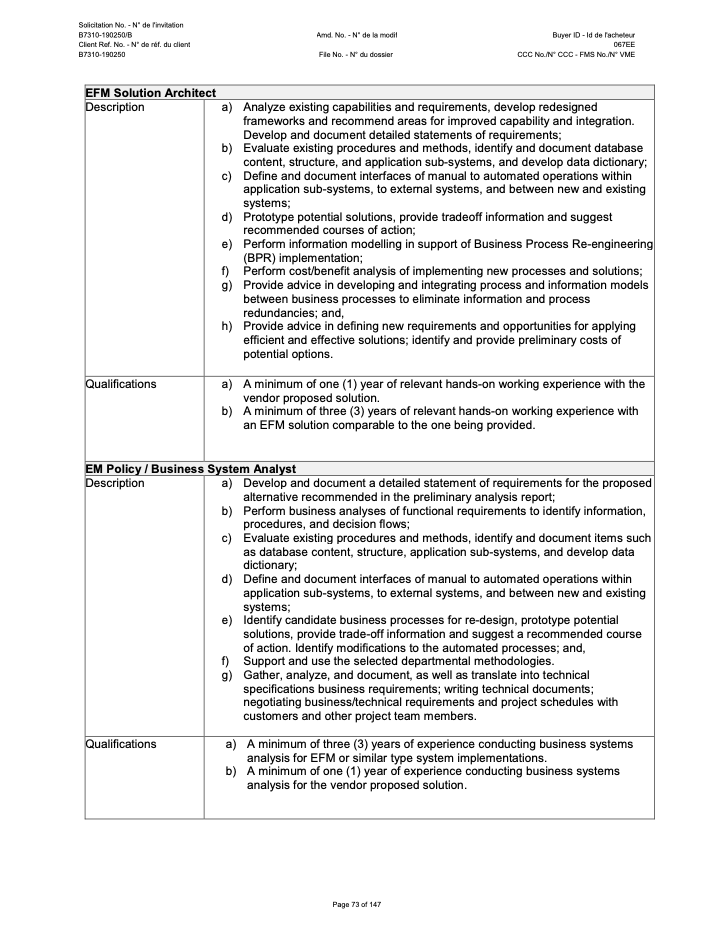 Solicitation No. - N° de l'invitation
B7310-190250/B
Client Ref. No. - N° de réf. du client
B7310-190250
Amd. No. - N° de la modif
File No. - N° du dossier
Buyer ID - Id de l'acheteur
067EE
CCC No./N° CCC - FMS No./N° VME
EFM Solution Architect
Description
a) Analyze existing capabilities and requirements, develop redesigned
frameworks and recommend areas for improved capability and integration.
Develop and document detailed statements of requirements;
b) Evaluate existing procedures and methods, identify and document database
content, structure, and application sub-systems, and develop data dictionary;
c) Define and document interfaces of manual to automated operations within
application sub-systems, to external systems, and between new and existing
systems;
d) Prototype potential solutions, provide tradeoff information and suggest
recommended courses of action;
e) Perform information modelling in support of Business Process Re-engineering
(BPR) implementation;
f) Perform cost/benefit analysis of implementing new processes and solutions;
g) Provide advice in developing and integrating process and information models
between business processes to eliminate information and process
redundancies; and,
h) Provide advice in defining new requirements and opportunities for applying
efficient and effective solutions; identify and provide preliminary costs of
potential options.
Qualifications
a) A minimum of one (1) year of relevant hands-on working experience with the
vendor proposed solution.
b) A minimum of three (3) years of relevant hands-on working experience with
an EFM solution comparable to the one being provided.
EM Policy / Business System Analyst
Description
a) Develop and document a detailed statement of requirements for the proposed
alternative recommended in the preliminary analysis report;
b) Perform business analyses of functional requirements to identify information,
procedures, and decision flows;
c) Evaluate existing procedures and methods, identify and document items such
as database content, structure, application sub-systems, and develop data
dictionary;
d) Define and document interfaces of manual to automated operations within
application sub-systems, to external systems, and between new and existing
systems;
e) Identify candidate business processes for re-design, prototype potential
solutions, provide trade-off information and suggest a recommended course
of action. Identify modifications to the automated processes; and,
f) Support and use the selected departmental methodologies.
g) Gather, analyze, and document, as well as translate into technical
specifications business requirements; writing technical documents;
negotiating business/technical requirements and project schedules with
customers and other project team members.
Qualifications
a) A minimum of three (3) years of experience conducting business systems
analysis for EFM or similar type system implementations.
b) A minimum of one (1) year of experience conducting business systems
analysis for the vendor proposed solution.
Page 73 of 147